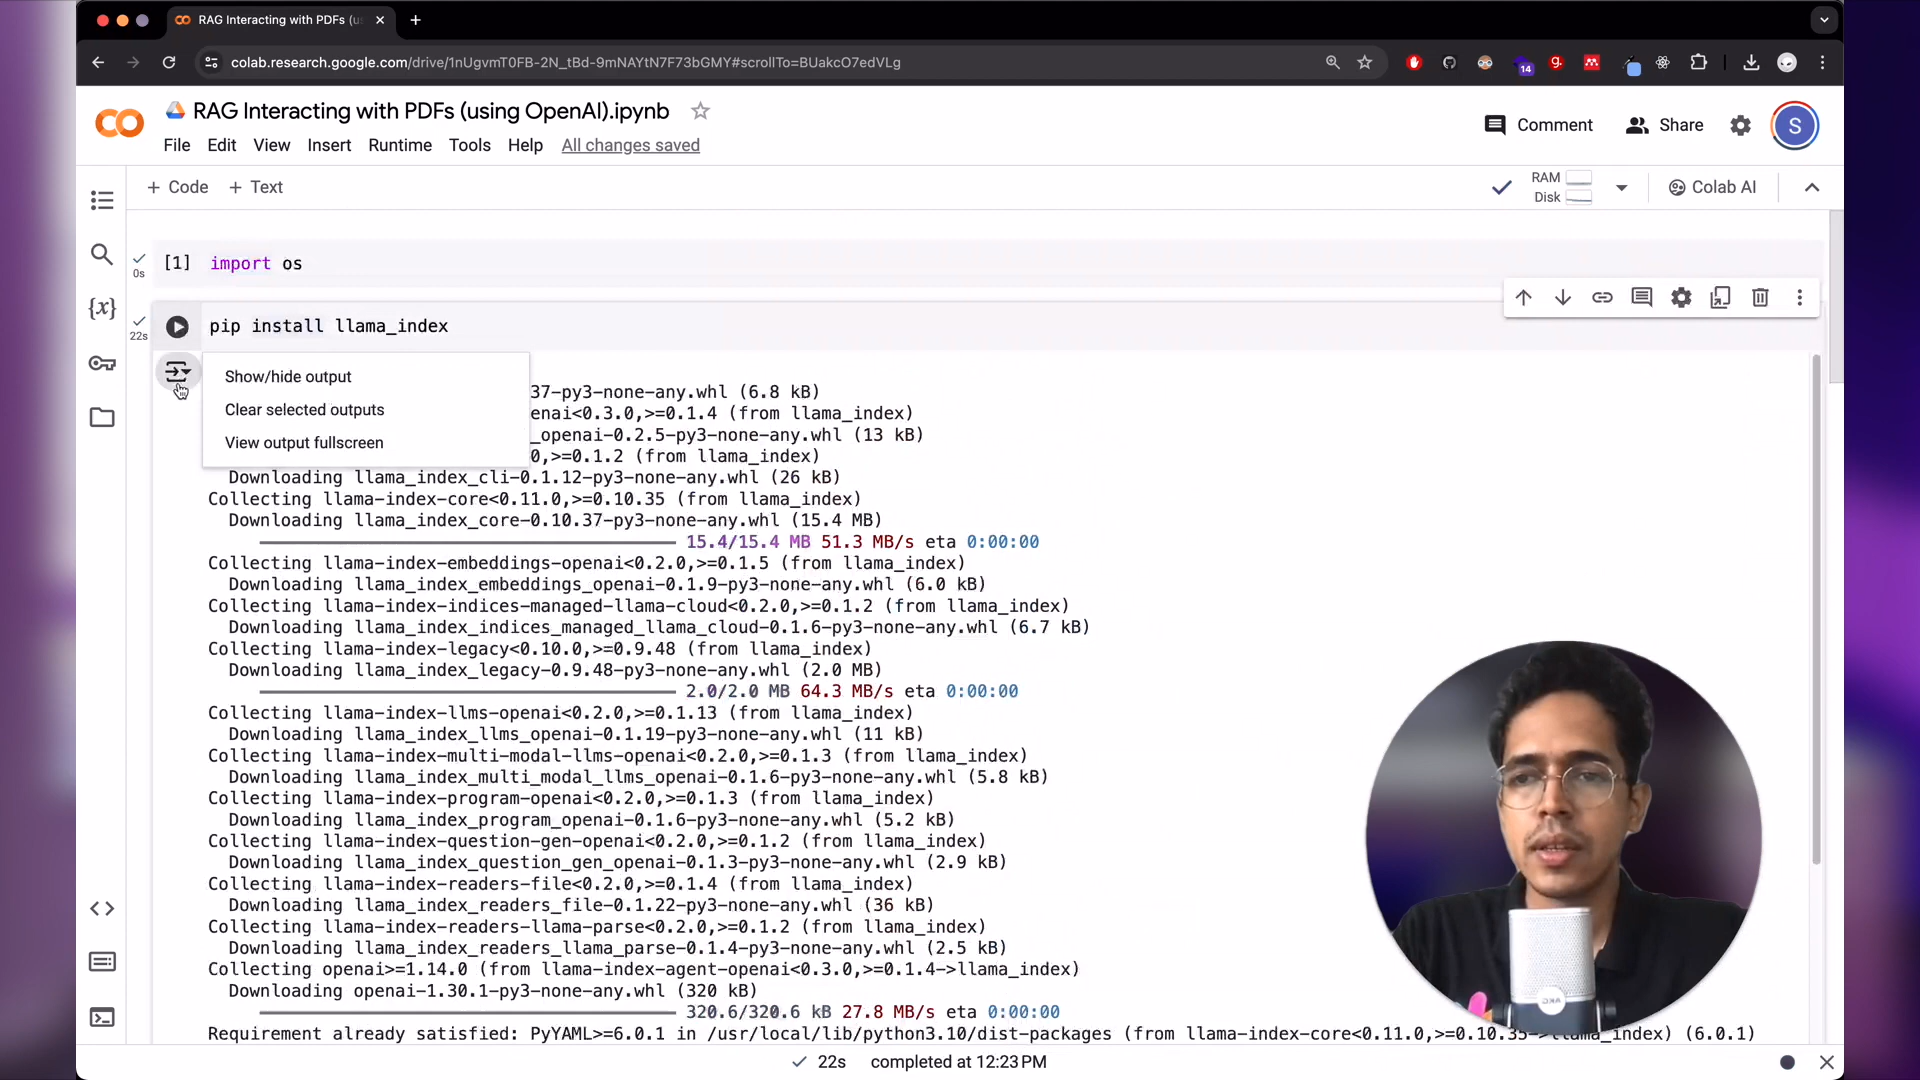 RAG Interacting with PDFs (u
colab.research.google.com/drive/1nUgvmT0FB-2N_tBd-9mNAYtN7F73bGMY#scrollTo=BUakcO7edVLg
14
RAG Interacting with PDFs (using OpenAI).ipynb
Comment
Share
S
File Edit View Insert Runtime Tools Help All changes saved
+ Code + Text
RAM
Disk
Colab AI
[1] import os
0s
pip install llama_index
22s
Show/hide output
Clear selected outputs
View output fullscreen
37-py3-none-any.whl (6.8 kB)
enai<0.3.0,>=0.1.4 (from llama_index)
_openai-0.2.5-py3-none-any.whl (13 kB)
0,>=0.1.2 (from llama_index)
Downloading llama_index_cli-0.1.12-py3-none-any.whl (26 kB)
Collecting llama-index-core<0.11.0,>=0.10.35 (from llama_index)
Downloading llama_index_core-0.10.37-py3-none-any.whl (15.4 MB)
15.4/15.4 MB 51.3 MB/s eta 0:00:00
Collecting llama-index-embeddings-openai<0.2.0,>=0.1.5 (from llama_index)
Downloading llama_index_embeddings_openai-0.1.9-py3-none-any.whl (6.0 kB)
Collecting llama-index-indices-managed-llama-cloud<0.2.0,>=0.1.2 (from llama_index)
Downloading llama_index_indices_managed_llama_cloud-0.1.6-py3-none-any.whl (6.7 kB)
Collecting llama-index-legacy<0.10.0,>=0.9.48 (from llama_index)
Downloading llama_index_legacy-0.9.48-py3-none-any.whl (2.0 MB)
2.0/2.0 MB 64.3 MB/s eta 0:00:00
Collecting llama-index-llms-openai<0.2.0,>=0.1.13 (from llama_index)
Downloading llama_index_llms_openai-0.1.19-py3-none-any.whl (11 kB)
Collecting llama-index-multi-modal-llms-openai<0.2.0,>=0.1.3 (from llama_index)
Downloading llama_index_multi_modal_llms_openai-0.1.6-py3-none-any.whl (5.8 kB)
Collecting llama-index-program-openai<0.2.0,>=0.1.3 (from llama_index)
Downloading llama_index_program_openai-0.1.6-py3-none-any.whl (5.2 kB)
Collecting llama-index-question-gen-openai<0.2.0,>=0.1.2 (from llama_index)
Downloading llama_index_question_gen_openai-0.1.3-py3-none-any.whl (2.9 kB)
Collecting llama-index-readers-file<0.2.0,>=0.1.4 (from llama_index)
Downloading llama_index_readers_file-0.1.22-py3-none-any.whl (36 kB)
Collecting llama-index-readers-llama-parse<0.2.0,>=0.1.2 (from llama_index)
Downloading llama_index_readers_llama_parse-0.1.4-py3-none-any.whl (2.5 kB)
Collecting openai>=1.14.0 (from llama-index-agent-openai<0.3.0,>=0.1.4->llama_index)
Downloading openai-1.30.1-py3-none-any.whl (320 kB)
320.6/320.6 kB 27.8 MB/s eta 0:00:00
Requirement already satisfied: PyYAML>=6.0.1 in /usr/local/lib/python3.10/dist-packages (from llama-index-core<0.11.0,>=0.10.35->llama_index) (6.0.1)
22s completed at 12:23 PM
AKG